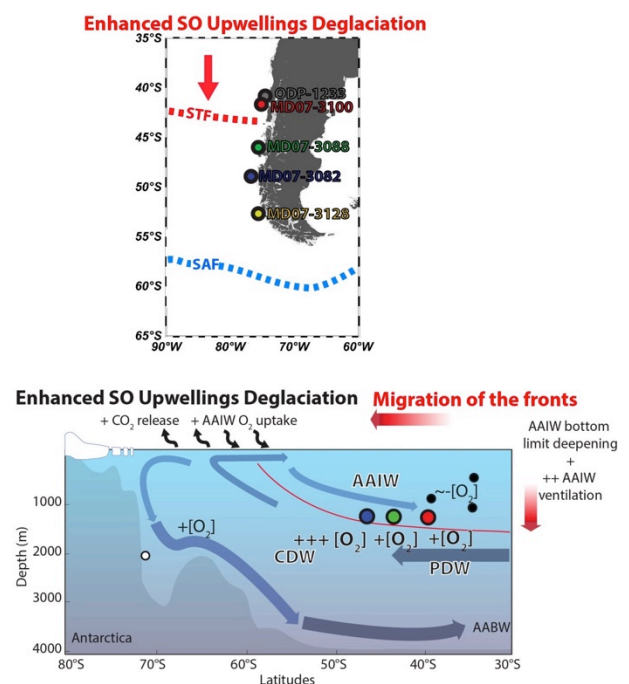 Enhanced SO Upwellings Deglaciation
35°S
40°S
ODP-1233
MD07-3100
STF
45°S
MD07-3088
50°S
MD07-3082
MD07-3128
55°S
SAF
60°S
65°S
90°W 80°W 70°W 60°W
Enhanced SO Upwellings Deglaciation Migration of the fronts
+ CO₂ release + AAIW O₂ uptake
AAIW bottom
limit deepening
+
++ AAIW
ventilation
AAIW
~-[O₂]
1000
+[O₂]
+++ [O₂] +[O₂] +[O₂]
CDW
PDW
2000
3000
4000
Depth (m)
Antarctica
AABW
80°S 70°S 60°S 50°S 40°S 30°S
Latitudes